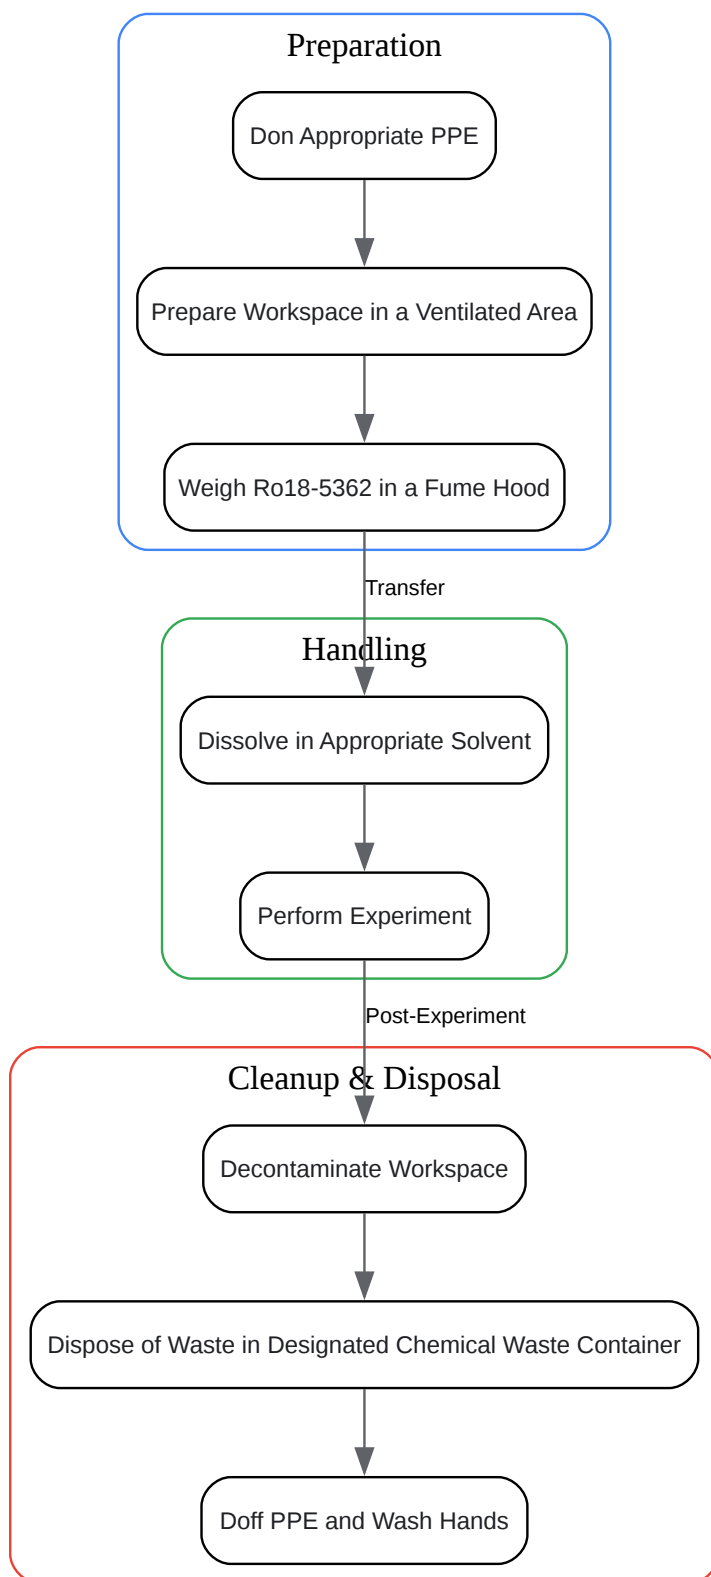 Preparation
Don Appropriate PPE
Prepare Workspace in a Ventilated Area
Weigh Ro18-5362 in a Fume Hood
Transfer
Handling
Dissolve in Appropriate Solvent
Perform Experiment
Post-Experiment
Cleanup & Disposal
Decontaminate Workspace
Dispose of Waste in Designated Chemical Waste Container
Doff PPE and Wash Hands